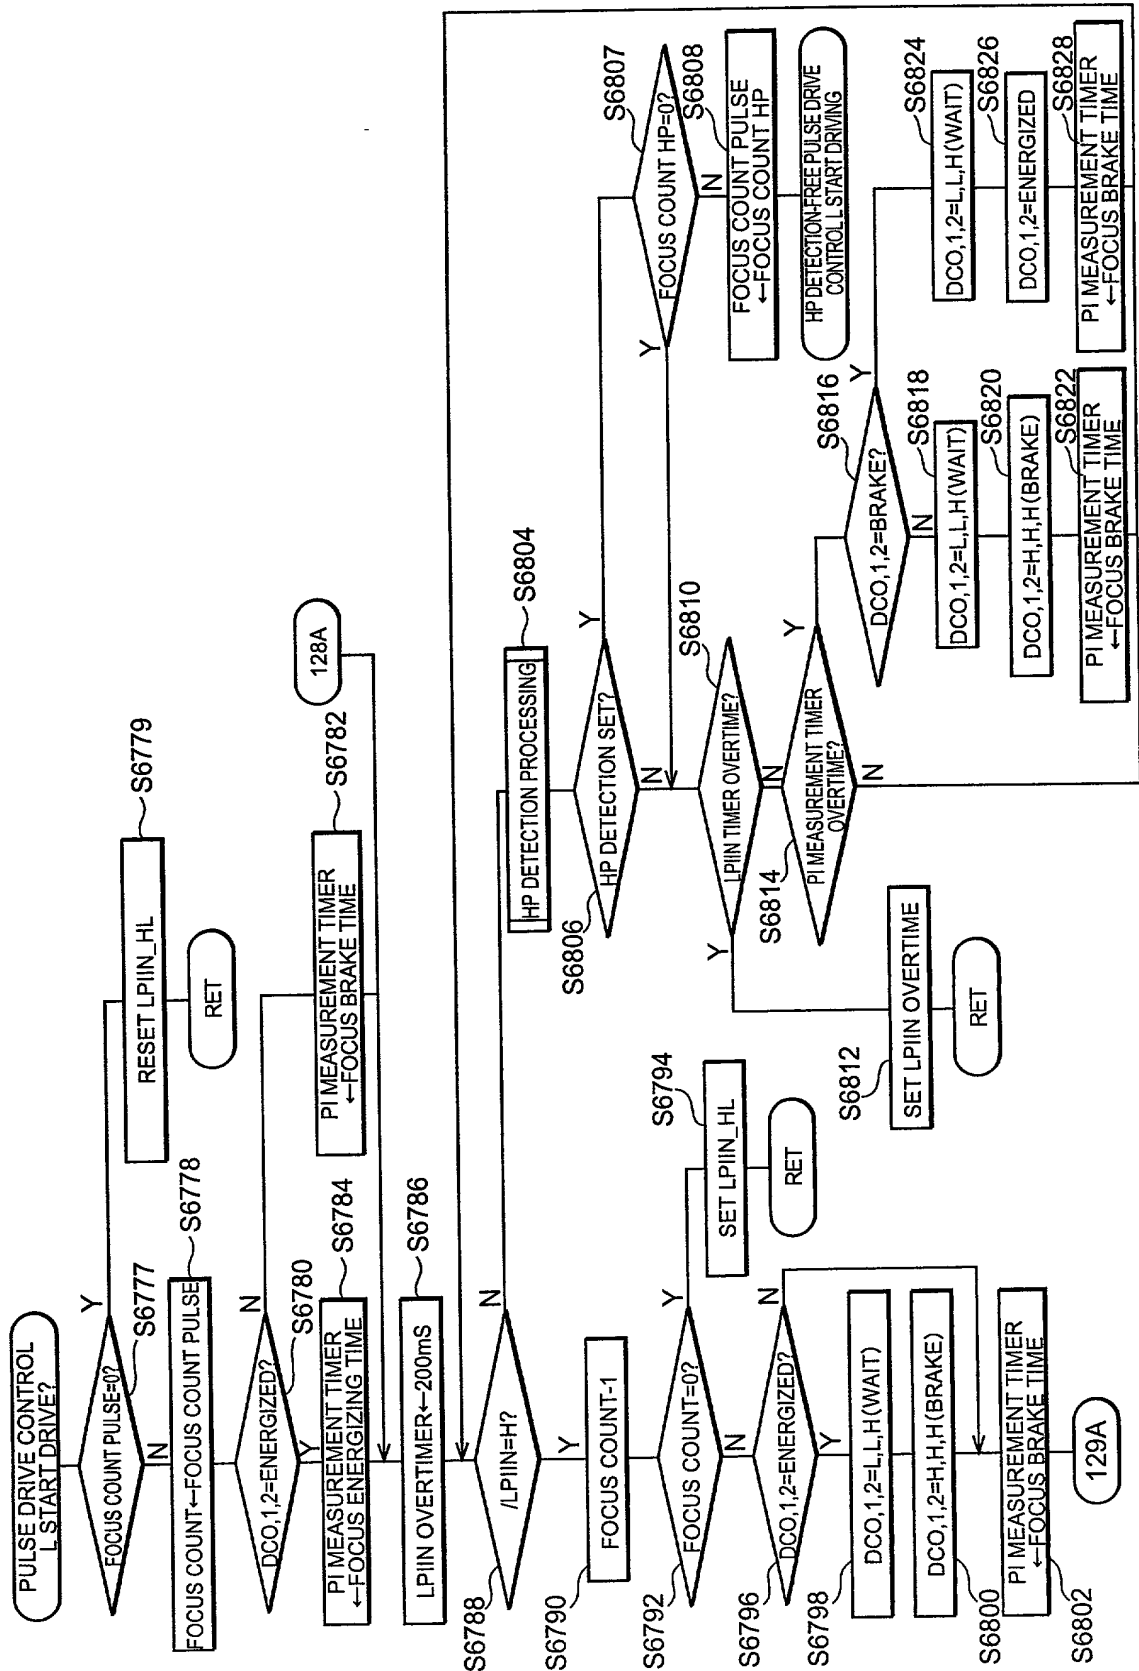 PULSE DRIVE CONTROL
L START DRIVE?
FOCUS COUNT PULSE=0?
Y
N
S6777
RESET LPIIN_HL
S6779
RET
FOCUS COUNT←FOCUS COUNT PULSE
S6778
DCO,1,2=ENERGIZED?
N
Y
S6780
PI MEASUREMENT TIMER
←FOCUS BRAKE TIME
S6782
128A
PI MEASUREMENT TIMER
←FOCUS ENERGIZING TIME
S6784
LPIIN OVERTIMER←200mS
S6786
/LPIIN=H?
N
Y
S6788
FOCUS COUNT-1
S6790
FOCUS COUNT=0?
Y
N
S6792
SET LPIIN_HL
S6794
RET
DCO,1,2=ENERGIZED?
N
Y
S6796
DCO,1,2=L,L,H(WAIT)
S6798
DCO,1,2=H,H,H(BRAKE)
S6800
PI MEASUREMENT TIMER
←FOCUS BRAKE TIME
S6802
129A
HP DETECTION PROCESSING
S6804
HP DETECTION SET?
Y
N
S6806
FOCUS COUNT HP=0?
Y
N
S6807
FOCUS COUNT PULSE
←FOCUS COUNT HP
S6808
HP DETECTION-FREE PULSE DRIVE
CONTROL L START DRIVING
LPIIN TIMER OVERTIME?
Y
N
S6810
SET LPIIN OVERTIME
S6812
RET
PI MEASUREMENT TIMER
OVERTIME?
Y
N
S6814
DCO,1,2=BRAKE?
Y
N
S6816
DCO,1,2=L,L,H(WAIT)
S6818
DCO,1,2=H,H,H(BRAKE)
S6820
PI MEASUREMENT TIMER
←FOCUS BRAKE TIME
S6822
DCO,1,2=L,L,H(WAIT)
S6824
DCO,1,2=ENERGIZED
S6826
PI MEASUREMENT TIMER
←FOCUS BRAKE TIME
S6828